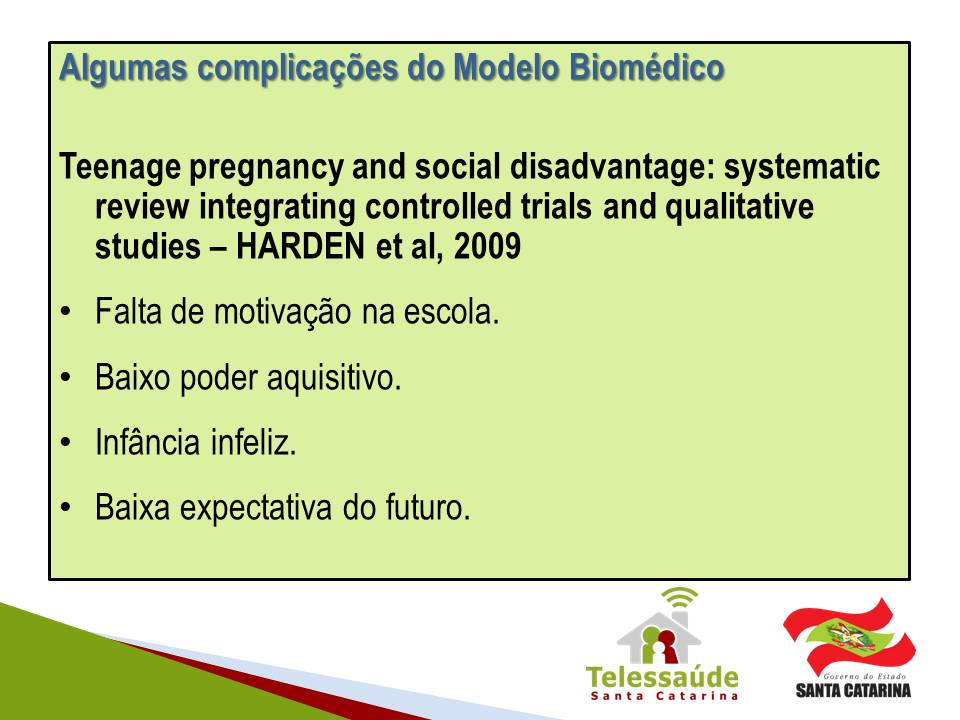 Algumas complicações do Modelo Biomédico
Teenage pregnancy and social disadvantage: systematic
review integrating controlled trials and qualitative
studies – HARDEN et al, 2009
• Falta de motivação na escola.
• Baixo poder aquisitivo.
• Infância infeliz.
• Baixa expectativa do futuro.
Telessaúde
Santa Catarina
Governo do Estado
SANTA CATARINA